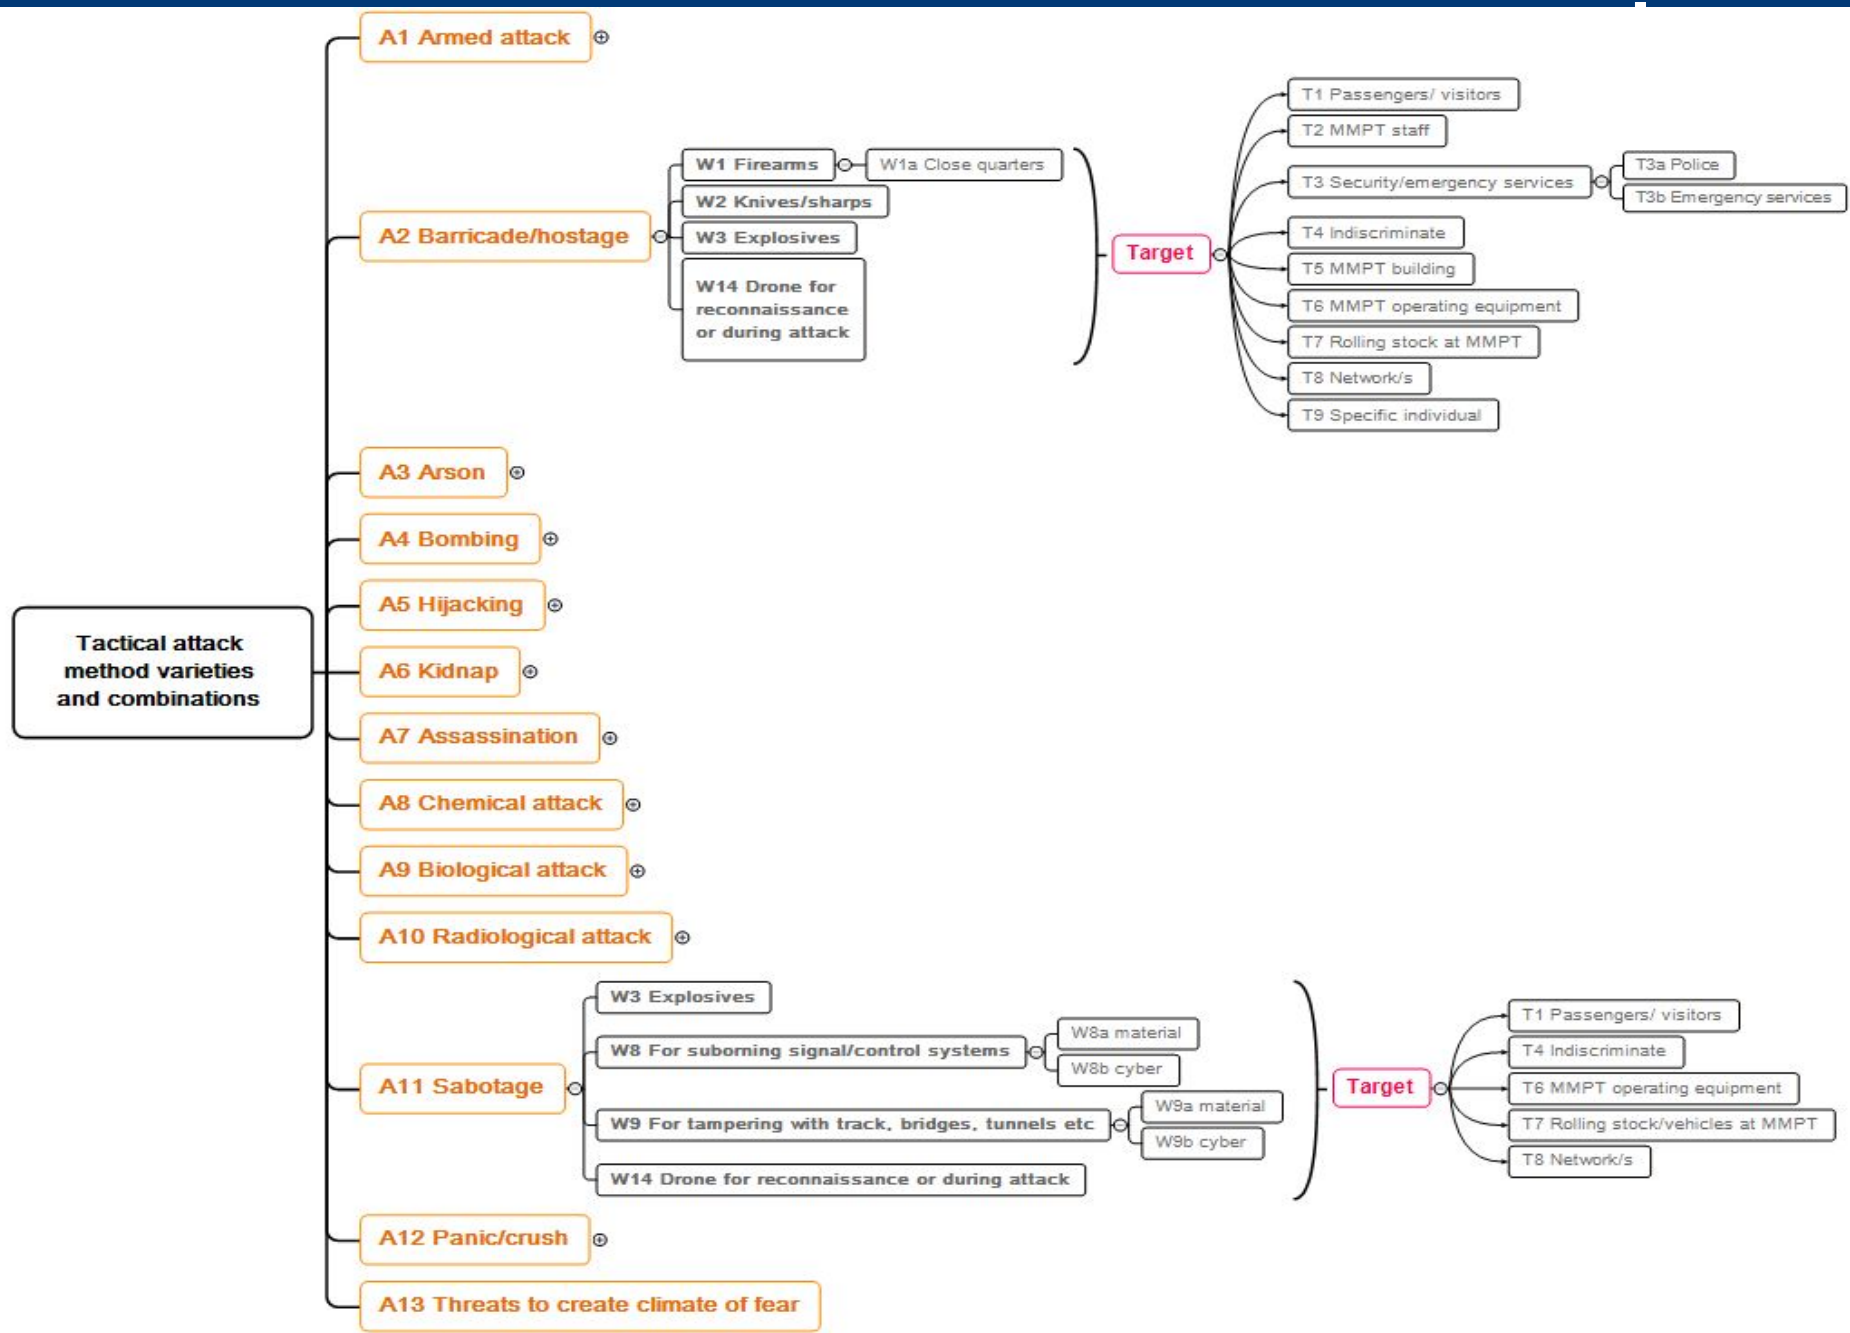 A1 Armed attack
T1 Passengers/ visitors
T2 MMPT staff
W1 Firearms
W1a Close quarters
T3 Security/emergency services
T3a Police
T3b Emergency services
W2 Knives/sharps
A2 Barricade/hostage
W3 Explosives
Target
T4 Indiscriminate
T5 MMPT building
W14 Drone for
reconnaissance
or during attack
T6 MMPT operating equipment
T7 Rolling stock at MMPT
T8 Network/s
T9 Specific individual
A3 Arson
A4 Bombing
A5 Hijacking
Tactical attack
method varieties
and combinations
A6 Kidnap
A7 Assassination
A8 Chemical attack
A9 Biological attack
A10 Radiological attack
A11 Sabotage
W3 Explosives
W8 For suborning signal/control systems
W8a material
W8b cyber
W9 For tampering with track, bridges, tunnels etc
W9a material
W9b cyber
W14 Drone for reconnaissance or during attack
Target
T1 Passengers/ visitors
T4 Indiscriminate
T6 MMPT operating equipment
T7 Rolling stock/vehicles at MMPT
T8 Network/s
A12 Panic/crush
A13 Threats to create climate of fear